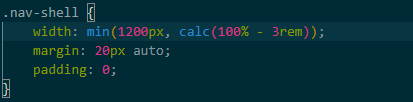 .nav-shell {
    width: min(1200px, calc(100% - 3rem));
    margin: 20px auto;
    padding: 0;
}